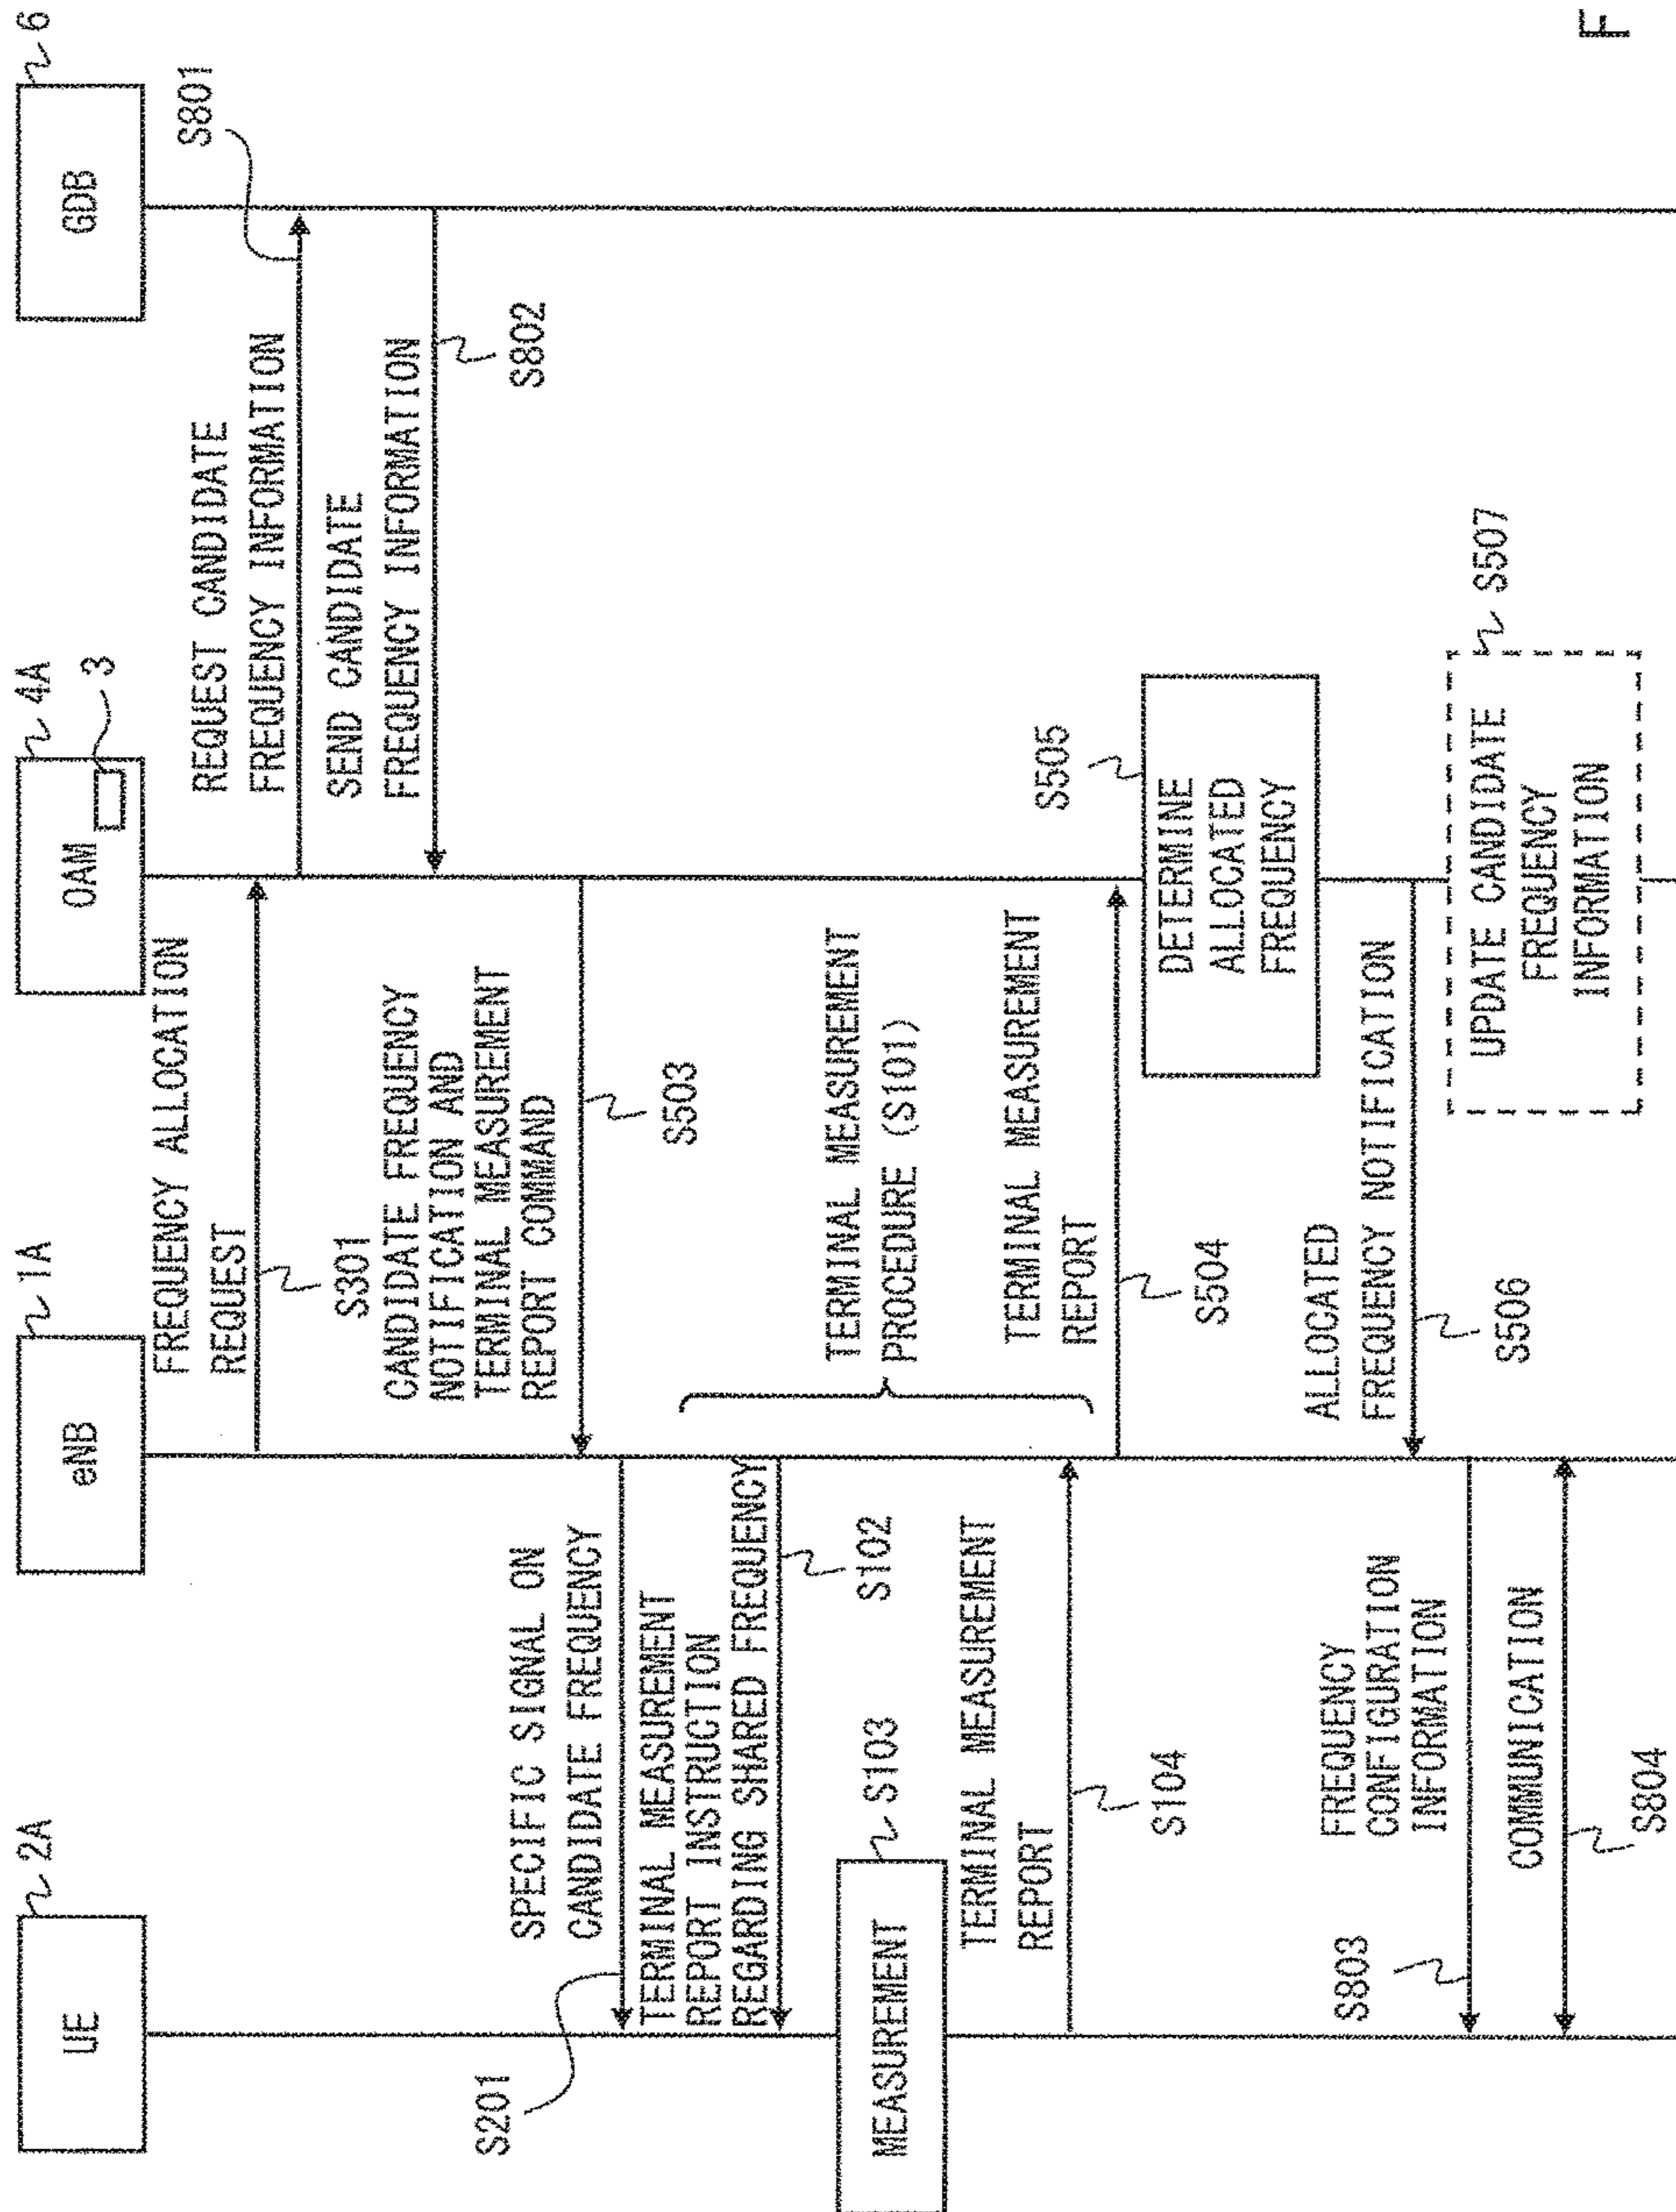 UE
2A
eNB
1A
OAM
4A
3
GDB
6
FREQUENCY ALLOCATION
REQUEST
S301
REQUEST CANDIDATE
FREQUENCY INFORMATION
S801
SEND CANDIDATE
FREQUENCY INFORMATION
S802
CANDIDATE FREQUENCY
NOTIFICATION AND
TERMINAL MEASUREMENT
REPORT COMMAND
S503
SPECIFIC SIGNAL ON
CANDIDATE FREQUENCY
S201
TERMINAL MEASUREMENT
REPORT INSTRUCTION
REGARDING SHARED FREQUENCY
S102
MEASUREMENT
S103
TERMINAL MEASUREMENT
PROCEDURE (S101)
TERMINAL MEASUREMENT
REPORT
S104
TERMINAL MEASUREMENT
REPORT
S504
DETERMINE
ALLOCATED
FREQUENCY
S505
ALLOCATED
FREQUENCY NOTIFICATION
S506
UPDATE CANDIDATE
FREQUENCY
INFORMATION
S507
FREQUENCY
CONFIGURATION
INFORMATION
S803
COMMUNICATION
S804